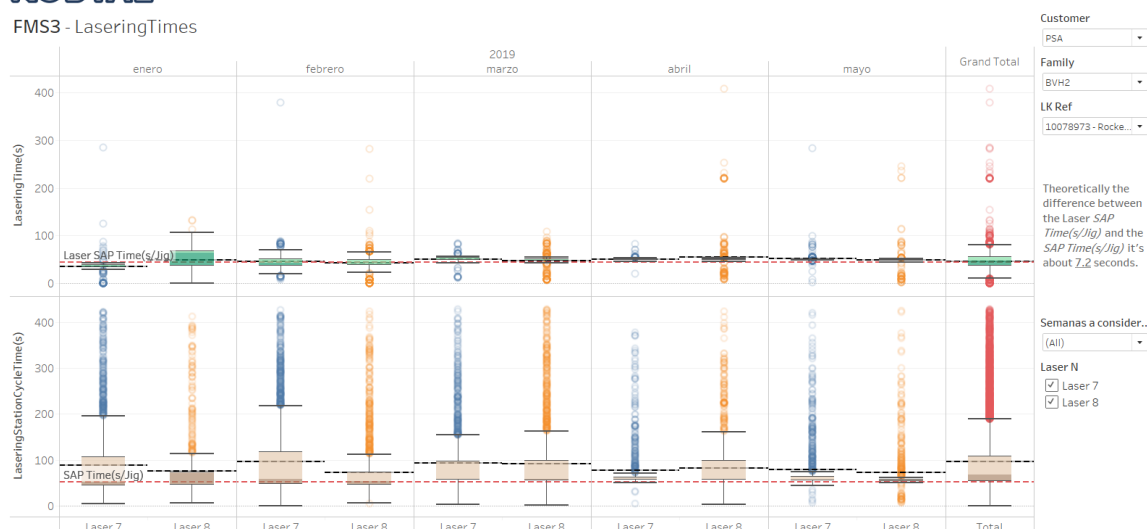 FMS3 - LaseringTimes
2019
enero
febrero
marzo
abril
mayo
Grand Total
LaseringTime(s)
400
300
200
100
0
Laser SAP Time(s/Jig)
LaseringStationCycleTime(s)
400
300
200
100
0
SAP Time(s/Jig)
Laser 7
Laser 8
Laser 7
Laser 8
Laser 7
Laser 8
Laser 7
Laser 8
Laser 7
Laser 8
Total
Customer
PSA
Family
BVH2
LK Ref
10078973 - Rocke...
Theoretically the
difference between
the Laser SAP
Time(s/Jig) and the
SAP Time(s/Jig) it's
about 7.2 seconds.
Semanas a consider..
(All)
Laser N
Laser 7
Laser 8